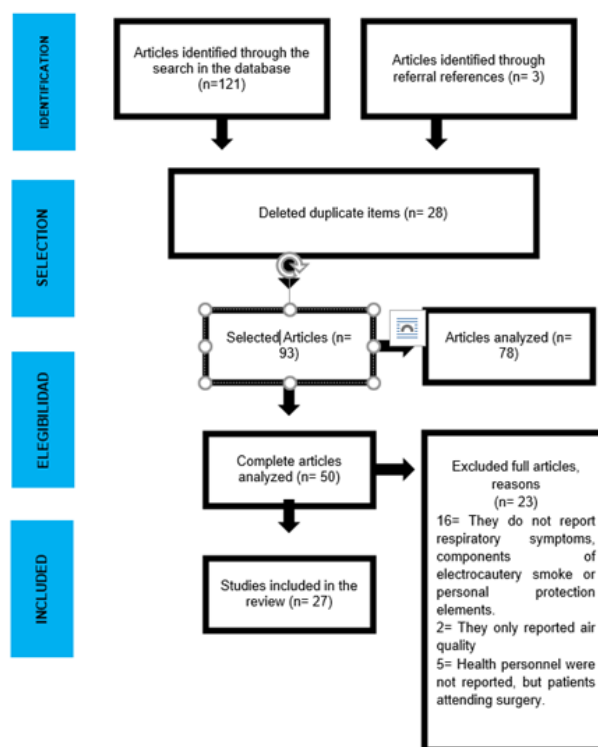 IDENTIFICATION
Articles identified through the
search in the database
(n=121)
Articles identified through
referral references (n= 3)
SELECTION
Deleted duplicate items (n= 28)
Selected Articles (n=
93)
Articles analyzed (n=
78)
ELEGIBILIDAD
Complete articles
analyzed (n= 50)
Excluded full articles,
reasons
(n= 23)
16= They do not report
respiratory symptoms,
components of
electrocautery smoke or
personal protection
elements.
2= They only reported air
quality
5= Health personnel were
not reported, but patients
attending surgery.
INCLUDED
Studies included in the
review (n= 27)